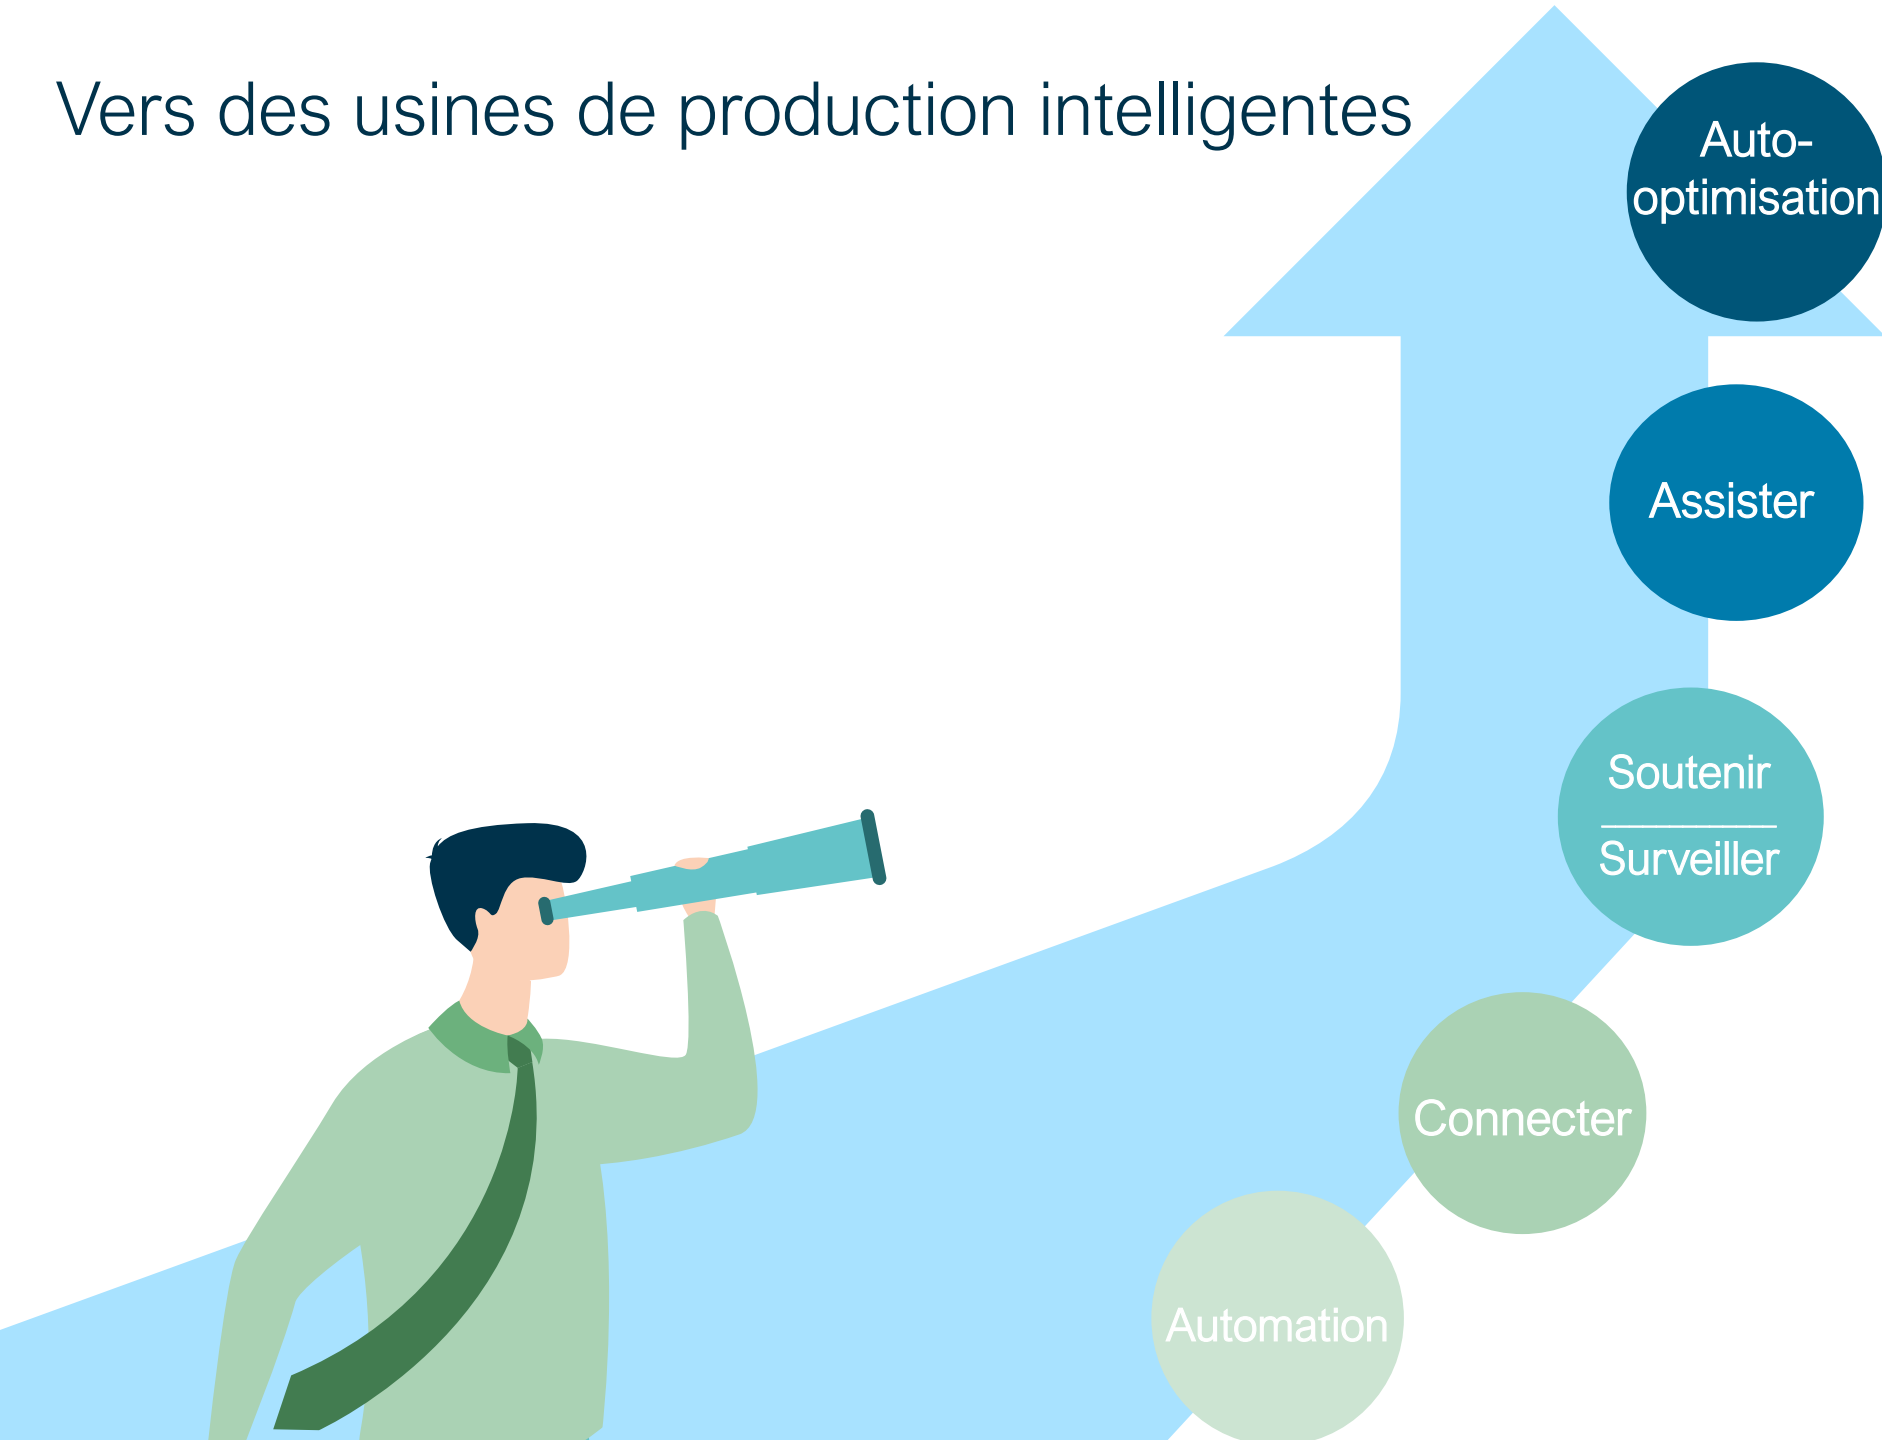 Vers des usines de production intelligentes
Auto-
optimisation
Assister
Soutenir
Surveiller
Connecter
Automation